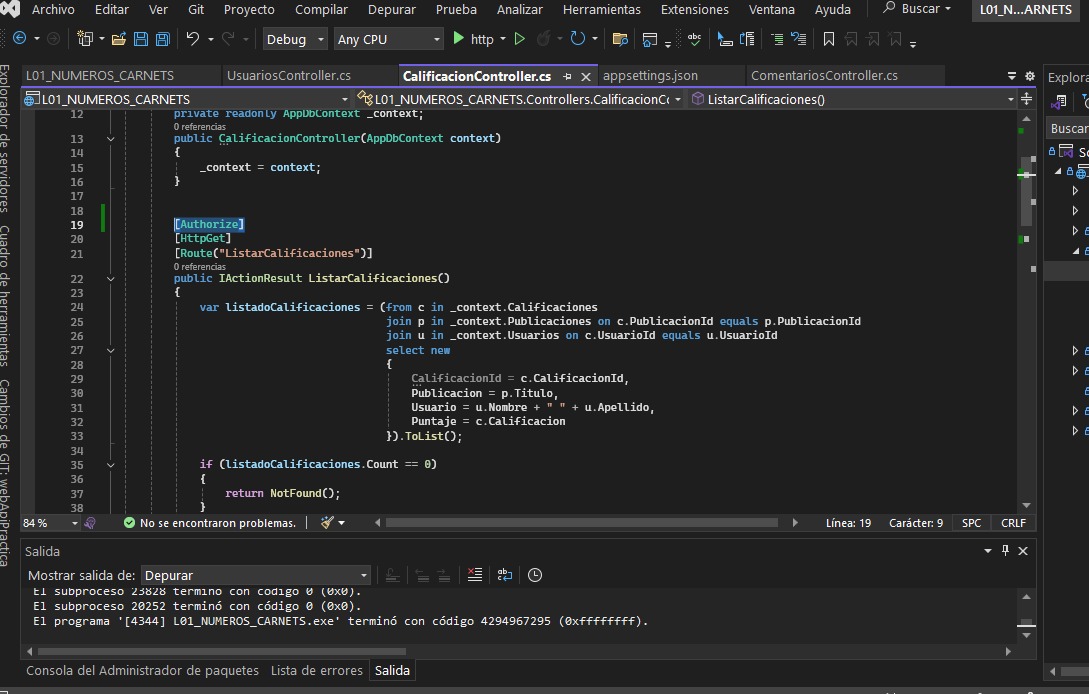 Archivo Editar Ver Git Proyecto Compilar Depurar Prueba Analizar Herramientas Extensiones Ventana Ayuda Buscar L01_N...ARNETS
Debug Any CPU http
L01_NUMEROS_CARNETS UsuariosController.cs CalificacionController.cs appsettings.json ComentariosController.cs
L01_NUMEROS_CARNETS L01_NUMEROS_CARNETS.Controllers.CalificacionCo ListarCalificaciones()
12 private readonly AppDbContext _context;
0 referencias
13 public CalificacionController(AppDbContext context)
14 {
15 _context = context;
16 }
17
18
19 [Authorize]
20 [HttpGet]
21 [Route("ListarCalificaciones")]
0 referencias
22 public IActionResult ListarCalificaciones()
23 {
24 var listadoCalificaciones = (from c in _context.Calificaciones
25 join p in _context.Publicaciones on c.PublicacionId equals p.PublicacionId
26 join u in _context.Usuarios on c.UsuarioId equals u.UsuarioId
27 select new
28 {
29 CalificacionId = c.CalificacionId,
30 Publicacion = p.Titulo,
31 Usuario = u.Nombre + " " + u.Apellido,
32 Puntaje = c.Calificacion
33 }).ToList();
34
35 if (listadoCalificaciones.Count == 0)
36 {
37 return NotFound();
38 }
84 % No se encontraron problemas. Línea: 19 Carácter: 9 SPC CRLF
Salida
Mostrar salida de: Depurar
El subproceso 23828 terminó con código 0 (0x0).
El subproceso 20252 terminó con código 0 (0x0).
El programa '[4344] L01_NUMEROS_CARNETS.exe' terminó con código 4294967295 (0xffffffff).
Consola del Administrador de paquetes Lista de errores Salida
Explorador de servidores
Cuadro de herramientas
Cambios de GIT: webApiPractica
Explora
Buscar